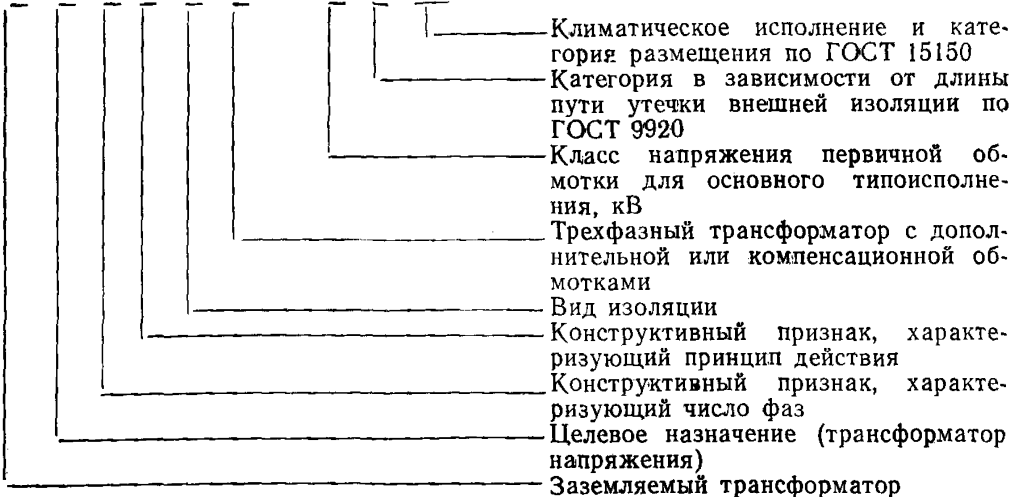 Климатическое исполнение и кате-
гория размещения по ГОСТ 15150
Категория в зависимости от длины
пути утечки внешней изоляции по
ГОСТ 9920
Класс напряжения первичной об-
мотки для основного типоисполне-
ния, кВ
Трехфазный трансформатор с допол-
нительной или компенсационной об-
мотками
Вид изоляции
Конструктивный признак, характе-
ризующий принцип действия
Конструктивный признак, характе-
ризующий число фаз
Целевое назначение (трансформатор
напряжения)
Заземляемый трансформатор